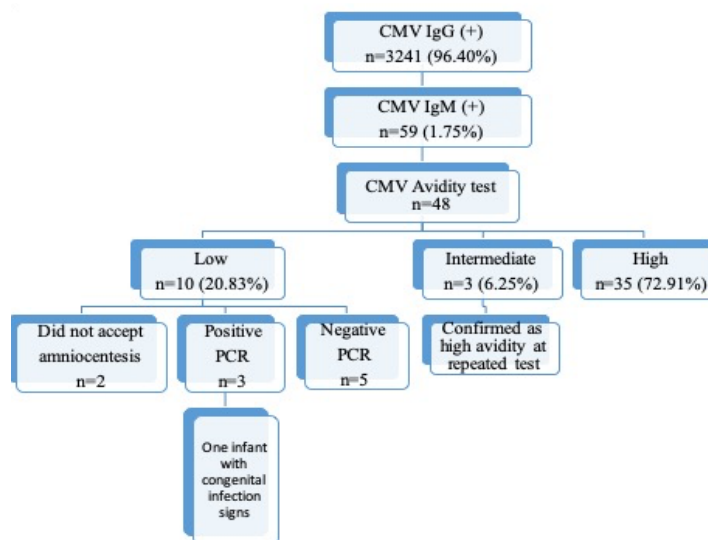 CMV IgG (+)
n=3241 (96.40%)
CMV IgM (+)
n=59 (1.75%)
CMV Avidity test
n=48
Low
n=10 (20.83%)
Intermediate
n=3 (6.25%)
High
n=35 (72.91%)
Did not accept
amniocentesis
n=2
Positive
PCR
n=3
Negative
PCR
n=5
Confirmed as
high avidity at
repeated test
One infant
with
congenital
infection
signs